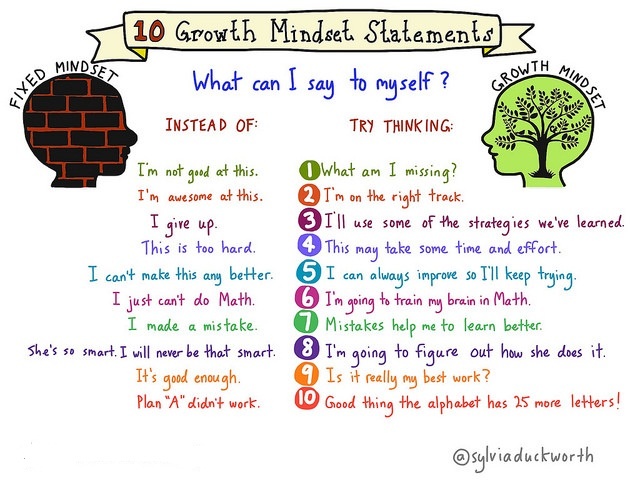 10 Growth Mindset Statements
FIXED MINDSET
GROWTH MINDSET
What can I say to myself?
INSTEAD OF: TRY THINKING:
I'm not good at this. 1 What am I missing?
I'm awesome at this. 2 I'm on the right track.
I give up. 3 I'll use some of the strategies we've learned.
This is too hard. 4 This may take some time and effort.
I can't make this any better. 5 I can always improve so I'll keep trying.
I just can't do Math. 6 I'm going to train my brain in Math.
I made a mistake. 7 Mistakes help me to learn better.
She's so smart. I will never be that smart. 8 I'm going to figure out how she does it.
It's good enough. 9 Is it really my best work?
Plan "A" didn't work. 10 Good thing the alphabet has 25 more letters!
@sylviaduckworth